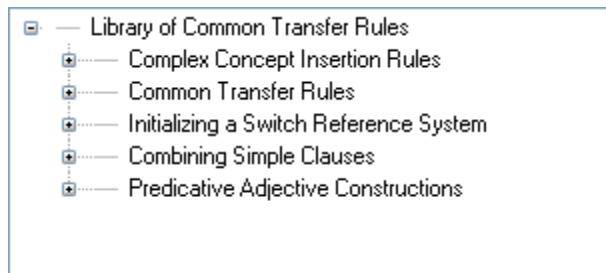 Library of Common Transfer Rules
Complex Concept Insertion Rules
Common Transfer Rules
Initializing a Switch Reference System
Combining Simple Clauses
Predicative Adjective Constructions